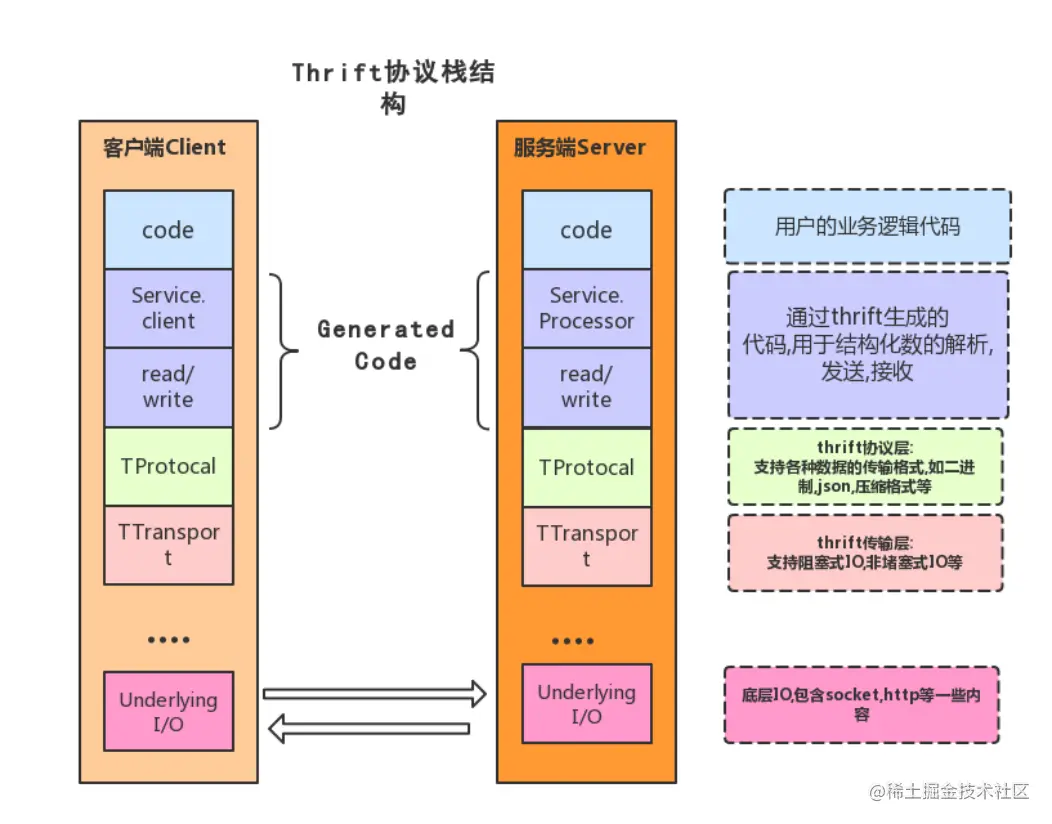 Thrift协议栈结
构
客户端Client
code
Service.
client
read/
write
TProtocal
TTranspor
t
....
Underlying
I/O
Generated
Code
服务端Server
code
Service.
Processor
read/
write
TProtocal
TTranspor
t
....
Underlying
I/O
用户的业务逻辑代码
通过thrift生成的
代码,用于结构化数的解析,
发送,接收
thrift协议层:
支持各种数据的传输格式,如二进
制,json,压缩格式等
thrift传输层:
支持阻塞式IO,非堵塞式IO等
底层IO,包含socket,http等一些内
容
@稀土掘金技术社区